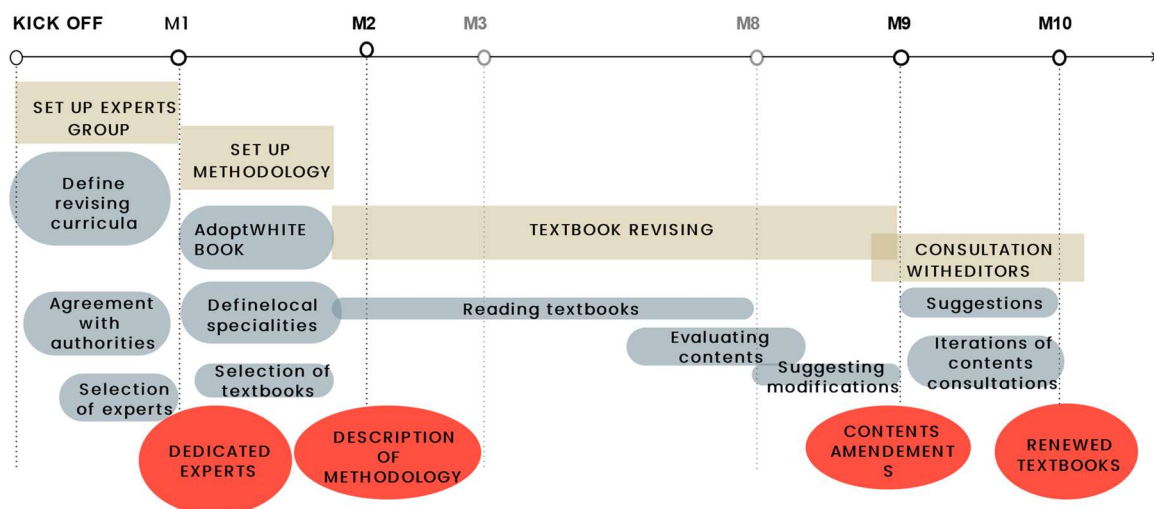 KICK OFF
M1
M2
M3
M8
M9
M10
SET UP EXPERTS
GROUP
SET UP
METHODOLOGY
Define
revising
curricula
AdoptWHITE
BOOK
TEXTBOOK REVISING
CONSULTATION
WITHEDITORS
Agreement
with
authorities
Definelocal
specialities
Reading textbooks
Suggestions
Evaluating
contents
Iterations of
contents
consultations
Selection
of experts
Selection of
textbooks
Suggesting
modifications
DEDICATED
EXPERTS
DESCRIPTION
OF
METHODOLOGY
CONTENTS
AMENDEMENT
S
RENEWED
TEXTBOOKS